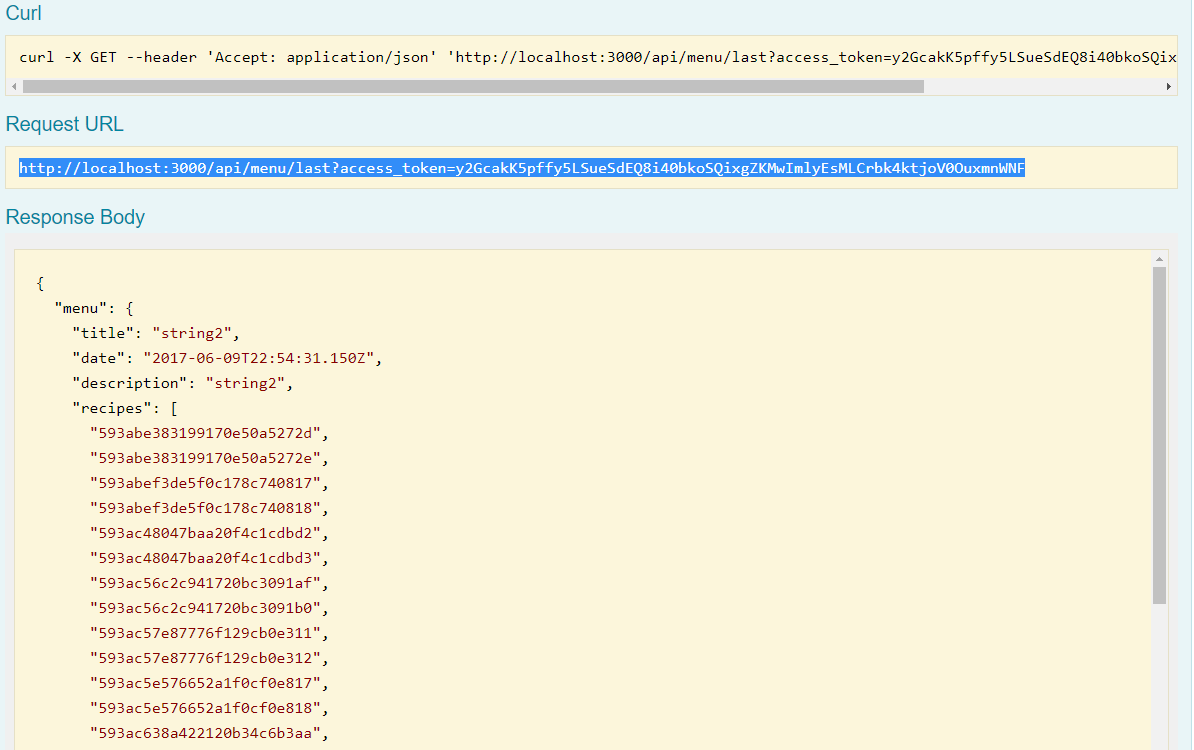 Curl
curl -X GET --header 'Accept: application/json' 'http://localhost:3000/api/menu/last?access_token=y2GcakK5pffy5LSueSdEQ8i40bkoSQix
Request URL
http://localhost:3000/api/menu/last?access_token=y2GcakK5pffy5LSueSdEQ8i40bkoSQixgZKMwImlyEsMLCrbk4ktjoV0OuxmnWNF
Response Body
{
"menu": {
"title": "string2",
"date": "2017-06-09T22:54:31.150Z",
"description": "string2",
"recipes": [
"593abe383199170e50a5272d",
"593abe383199170e50a5272e",
"593abef3de5f0c178c740817",
"593abef3de5f0c178c740818",
"593ac48047baa20f4c1cdbd2",
"593ac48047baa20f4c1cdbd3",
"593ac56c2c941720bc3091af",
"593ac56c2c941720bc3091b0",
"593ac57e87776f129cb0e311",
"593ac57e87776f129cb0e312",
"593ac5e576652a1f0cf0e817",
"593ac5e576652a1f0cf0e818",
"593ac638a422120b34c6b3aa",